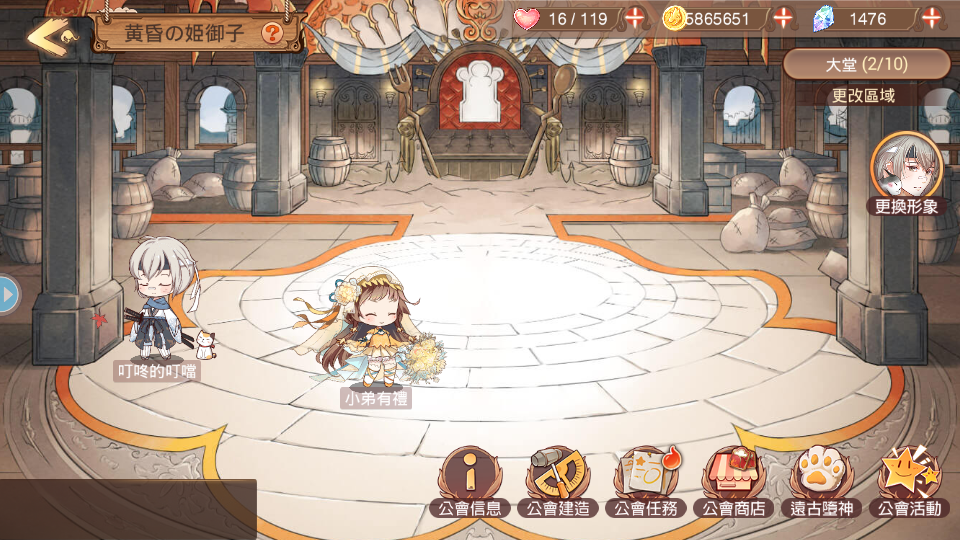 黃昏の姬御子
?
16 / 119
5865651
1476
大堂 (2/10)
更改區域
更換形象
叮咚的叮噹
小弟有禮
公會信息
公會建造
公會任務
公會商店
遠古墮神
公會活動